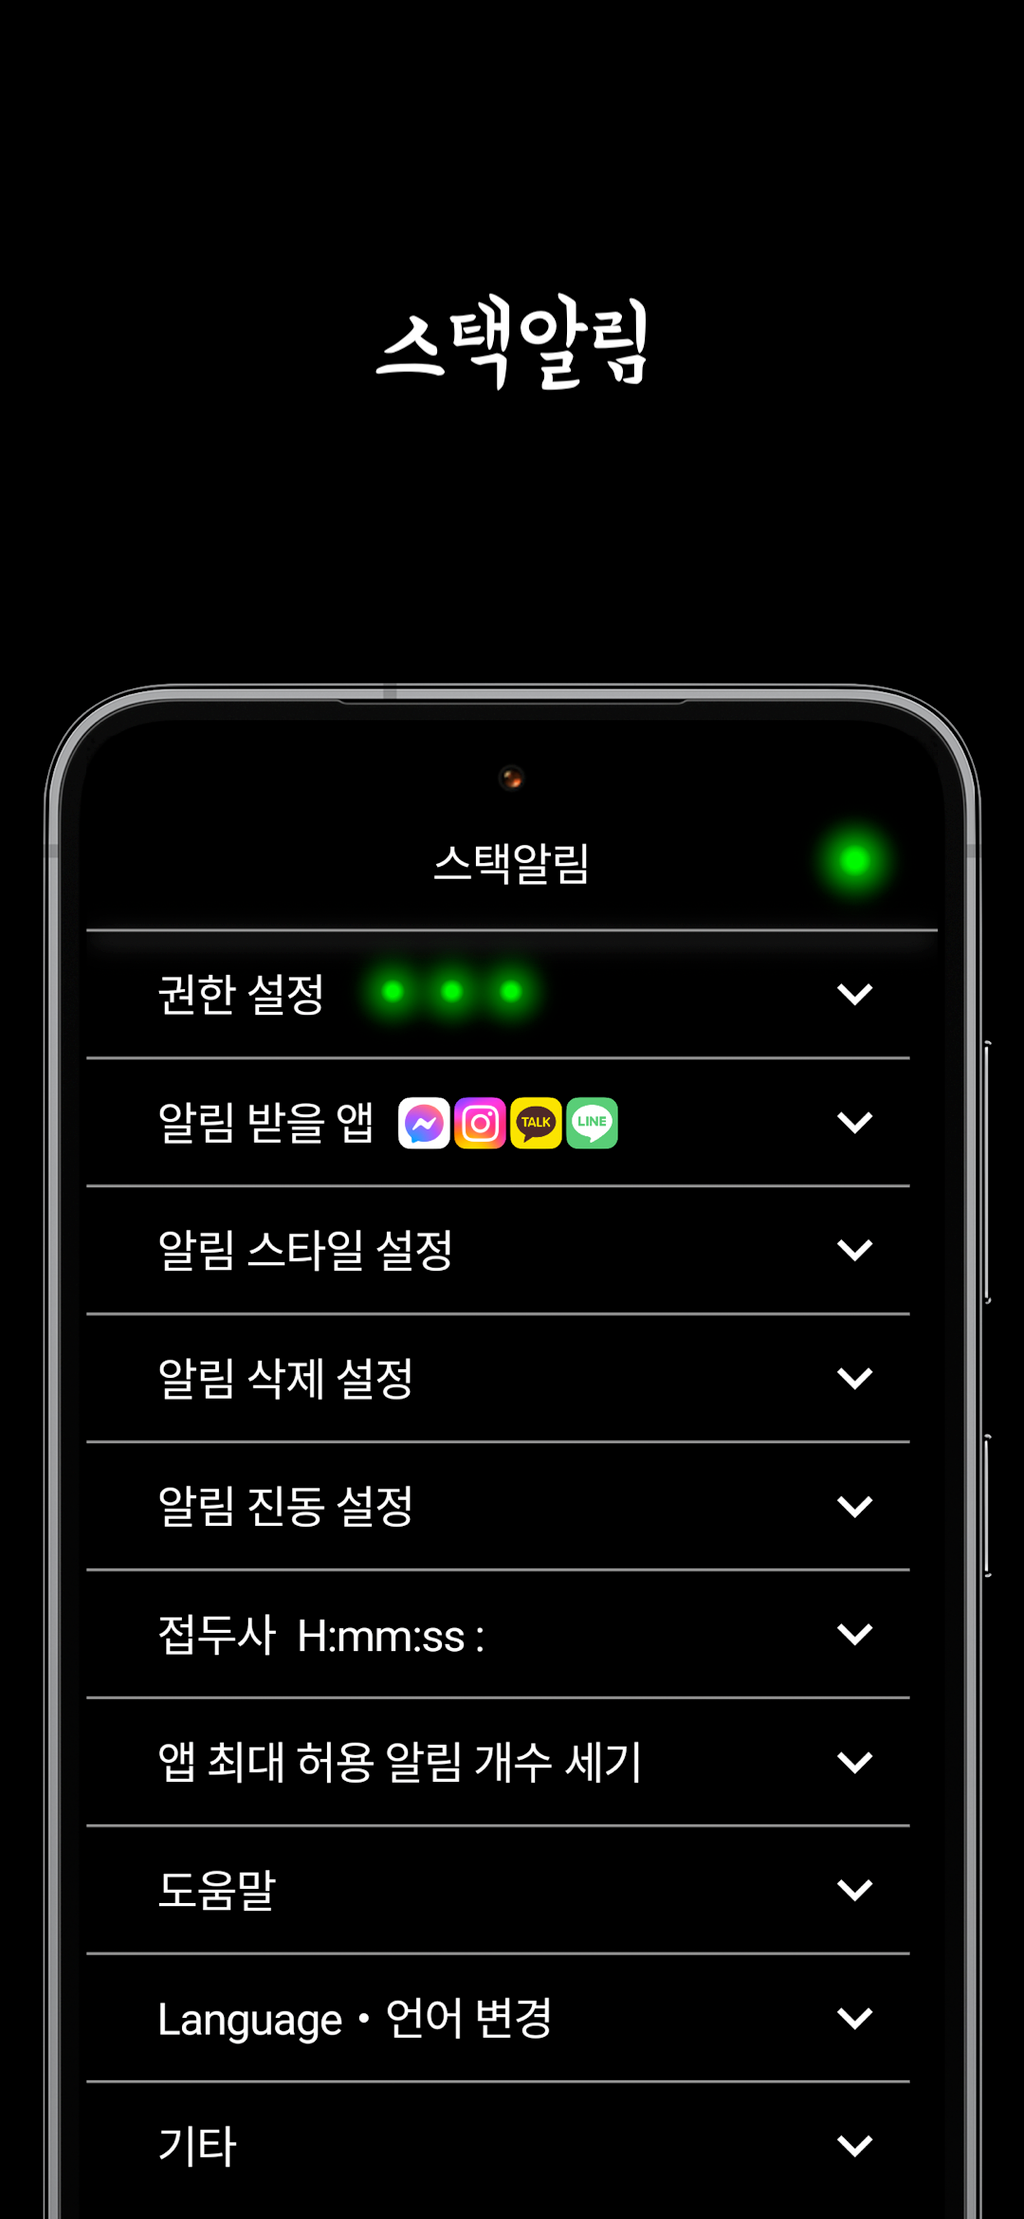 스택알림
스택알림
권한 설정
알림 받을 앱 TALK LINE
알림 스타일 설정
알림 삭제 설정
알림 진동 설정
접두사 H:mm:ss :
앱 최대 허용 알림 개수 세기
도움말
Language • 언어 변경
기타